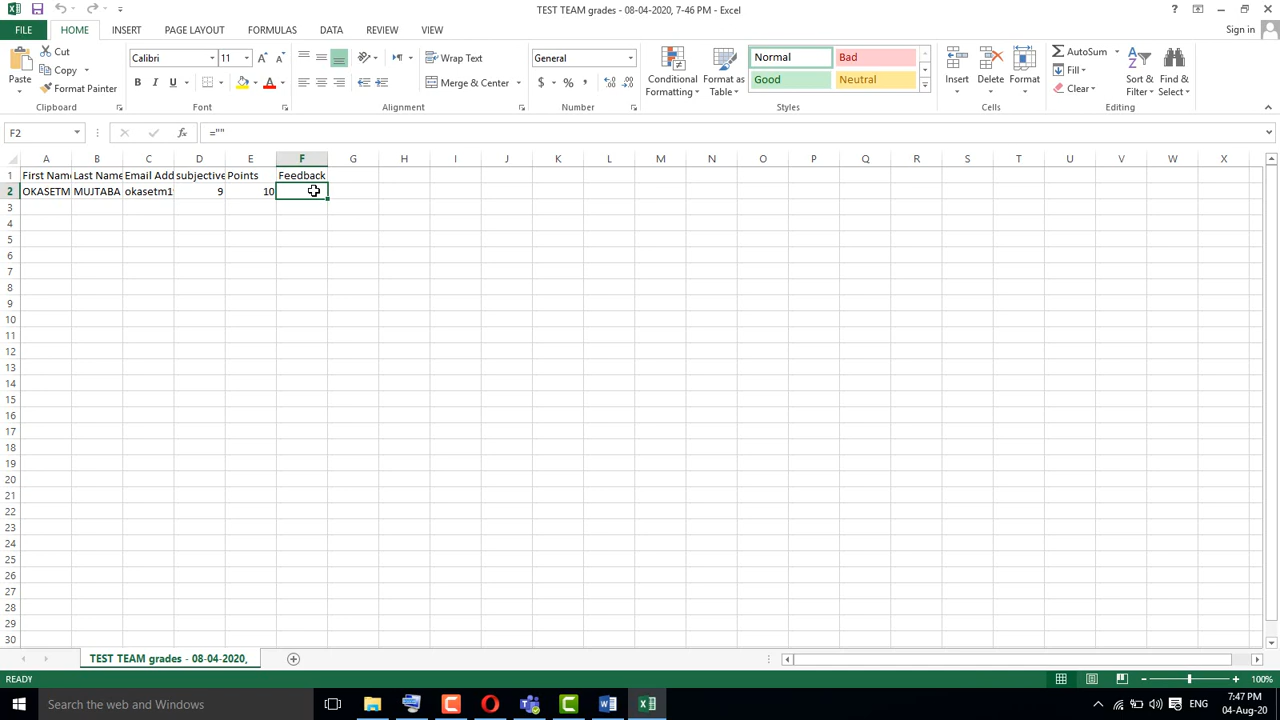 TEST TEAM grades - 08-04-2020, 7-46 PM - Excel
Sign in
FILE HOME INSERT PAGE LAYOUT FORMULAS DATA REVIEW VIEW
Paste
Cut
Copy
Format Painter
Clipboard
Calibri 11
B I U
Font
Wrap Text
Merge & Center
Alignment
General
$ % ,
Number
Conditional Formatting
Format as Table
Normal Bad
Good Neutral
Styles
Insert Delete Format
Cells
AutoSum
Fill
Clear
Sort & Filter
Find & Select
Editing
F2 fx =""
A B C D E F G H I J K L M N O P Q R S T U V W X
1 First Name Last Name Email Add subjective Points Feedback
2 OKASETM MUJTABA okasetm1 9 10
3
4
5
6
7
8
9
10
11
12
13
14
15
16
17
18
19
20
21
22
23
24
25
26
27
28
29
30
TEST TEAM grades - 08-04-2020,
READY 100%
Search the web and Windows
ENG
7:47 PM
04-Aug-20